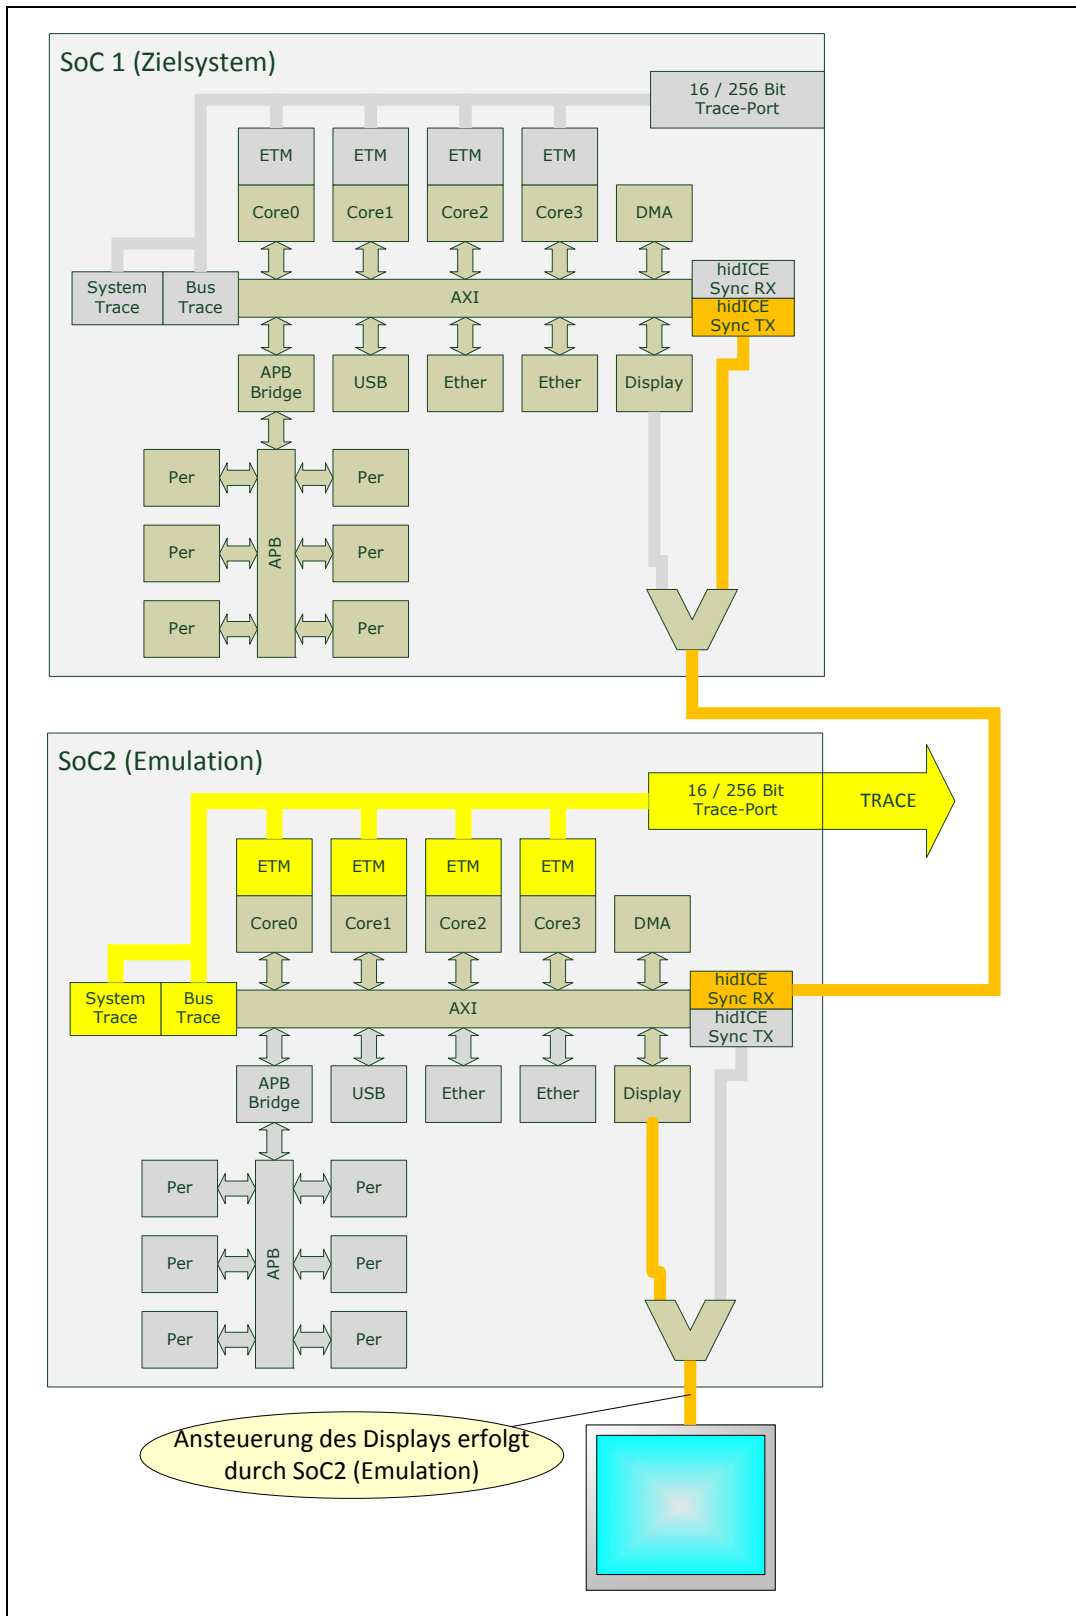 SoC 1 (Zielsystem)
16 / 256 Bit
Trace-Port
ETM
ETM
ETM
ETM
Core0
Core1
Core2
Core3
DMA
System
Trace
Bus
Trace
AXI
hidICE
Sync RX
hidICE
Sync TX
APB
Bridge
USB
Ether
Ether
Display
Per
Per
Per
Per
Per
Per
APB
SoC2 (Emulation)
16 / 256 Bit
Trace-Port
TRACE
ETM
ETM
ETM
ETM
Core0
Core1
Core2
Core3
DMA
System
Trace
Bus
Trace
AXI
hidICE
Sync RX
hidICE
Sync TX
APB
Bridge
USB
Ether
Ether
Display
Per
Per
Per
Per
Per
Per
APB
Ansteuerung des Displays erfolgt
durch SoC2 (Emulation)